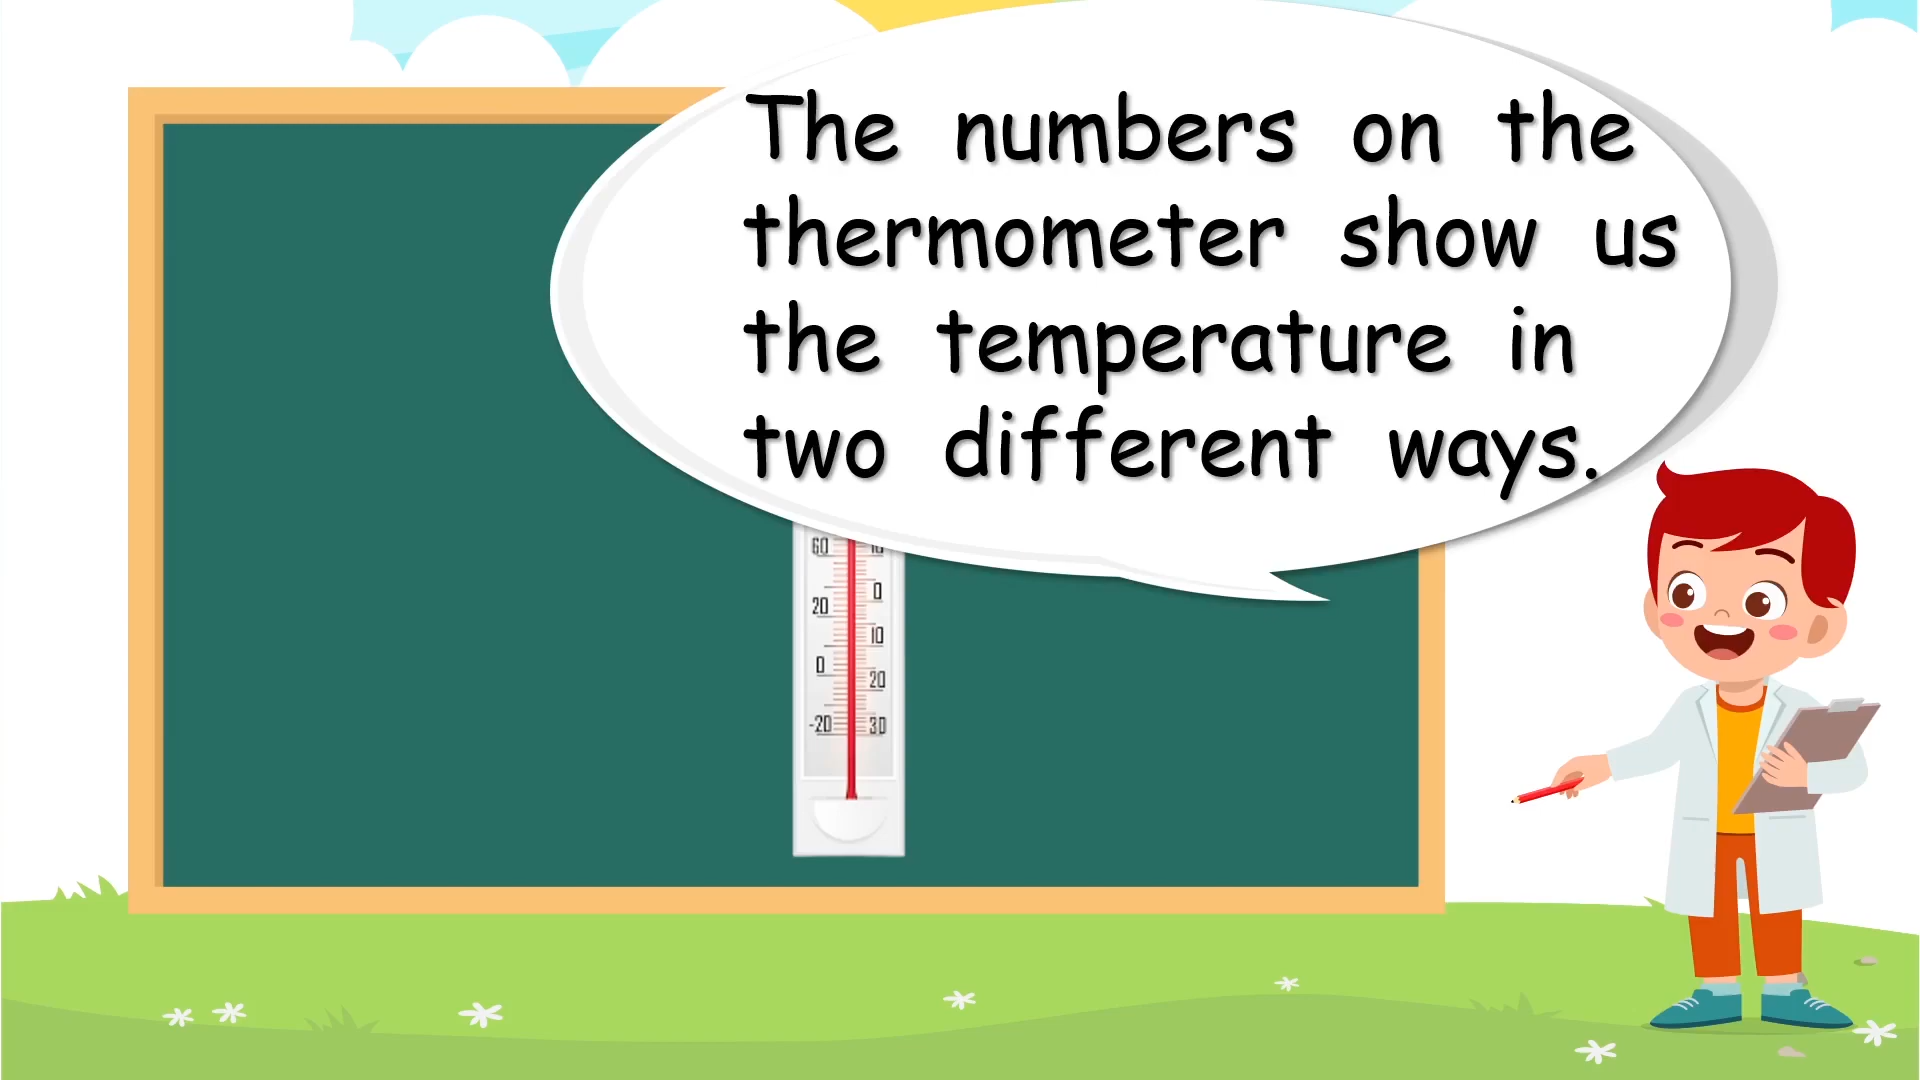 The numbers on the
thermometer show us
the temperature in
two different ways.
60 10
20 0
10
0
20
-20 30